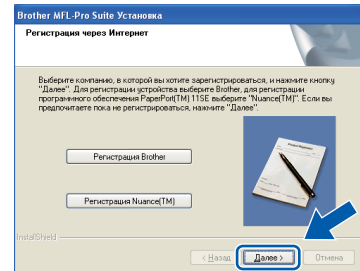 Brother MFL-Pro Suite Установка
Регистрация через Интернет
Выберите компанию, в которой вы хотите зарегистрироваться, и нажмите кнопку
"Далее". Для регистрации устройства выберите Brother, для регистрации
программного обеспечения PaperPort(TM) 11SE выберите "Nuance(TM)". Если вы
предпочитаете пока не регистрироваться, нажмите "Далее".
Регистрация Brother
Регистрация Nuance(TM)
InstallShield
< Назад
Далее >
Отмена